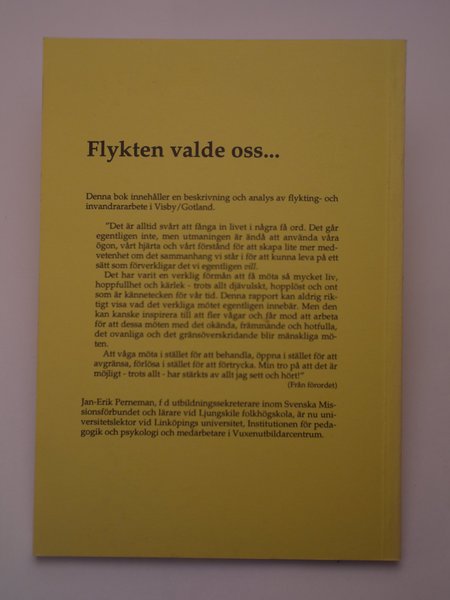 Flykten valde oss...
Denna bok innehåller en beskrivning och analys av flykting- och
invandrararbete i Visby/Gotland.
"Det är alltid svårt att fånga in livet i några få ord. Det går
egentligen inte, men utmaningen är ändå att använda våra
ögon, vårt hjärta och vårt förstånd för att skapa lite mer med-
vetenhet om det sammanhang vi står i för att kunna leva på ett
sätt som förverkligar det vi egentligen vill.
Det har varit en verklig förmån att få möta så mycket liv,
hoppfullhet och kärlek - trots allt djävulskt, hopplöst och ont
som är kännetecken för vår tid. Denna rapport kan aldrig rik-
tigt visa vad det verkliga mötet egentligen innebär. Men den
kan kanske inspirera till att fler vågar och får mod att arbeta
för att dessa möten med det okända, främmande och hotfulla,
det ovanliga och det gränsöverskridande blir mänskliga mö-
ten.
Att våga möta i stället för att behandla, öppna i stället för att
avgränsa, förlösa i stället för att förtrycka. Min tro på att det är
möjligt - trots allt - har stärkts av allt jag sett och hört!"
(Från förordet)
Jan-Erik Perneman, f d utbildningssekreterare inom Svenska Mis-
sionsförbundet och lärare vid Ljungskile folkhögskola, är nu uni-
versitetslektor vid Linköpings universitet, Institutionen för peda-
gogik och psykologi och medarbetare i Vuxenutbildarcentrum.